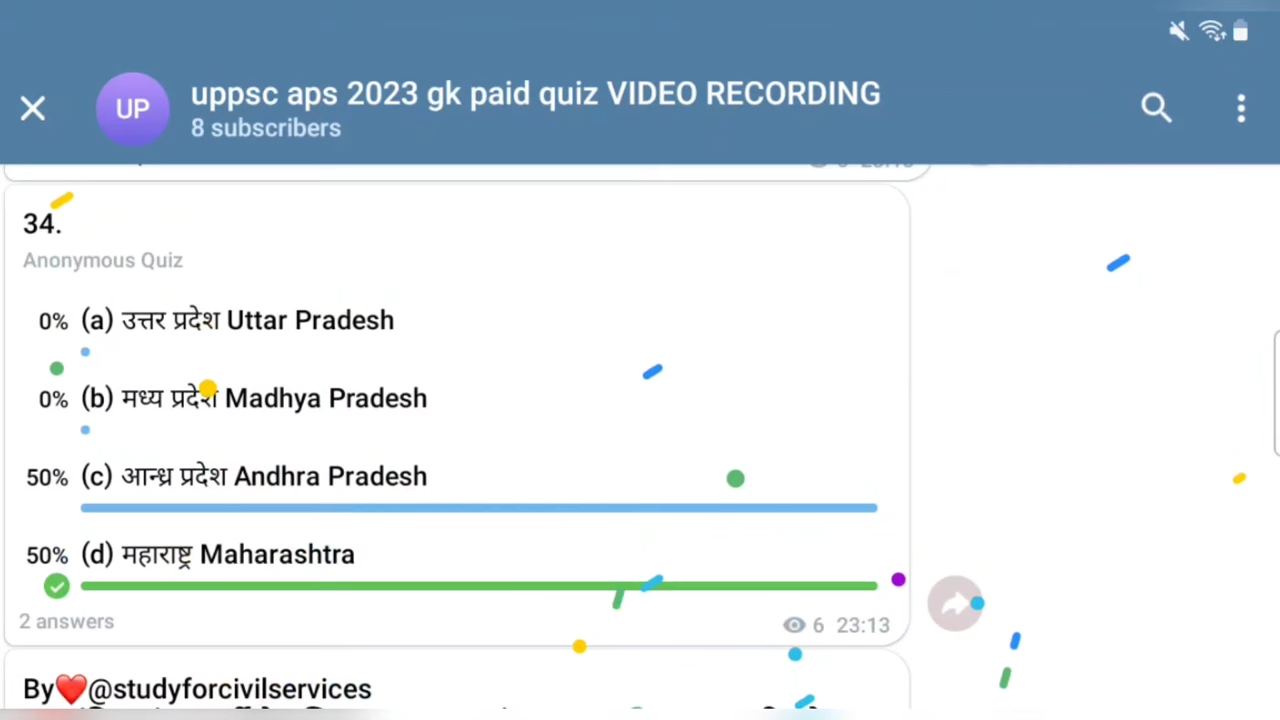 uppsc aps 2023 gk paid quiz VIDEO RECORDING
UP
8 subscribers
34.
Anonymous Quiz
0% (a) उत्तर प्रदेश Uttar Pradesh
0% (b) मध्य प्रदेश Madhya Pradesh
50% (c) आन्ध्र प्रदेश Andhra Pradesh
50% (d) महाराष्ट्र Maharashtra
2 answers
6 23:13
By❤️@studyforcivilservices